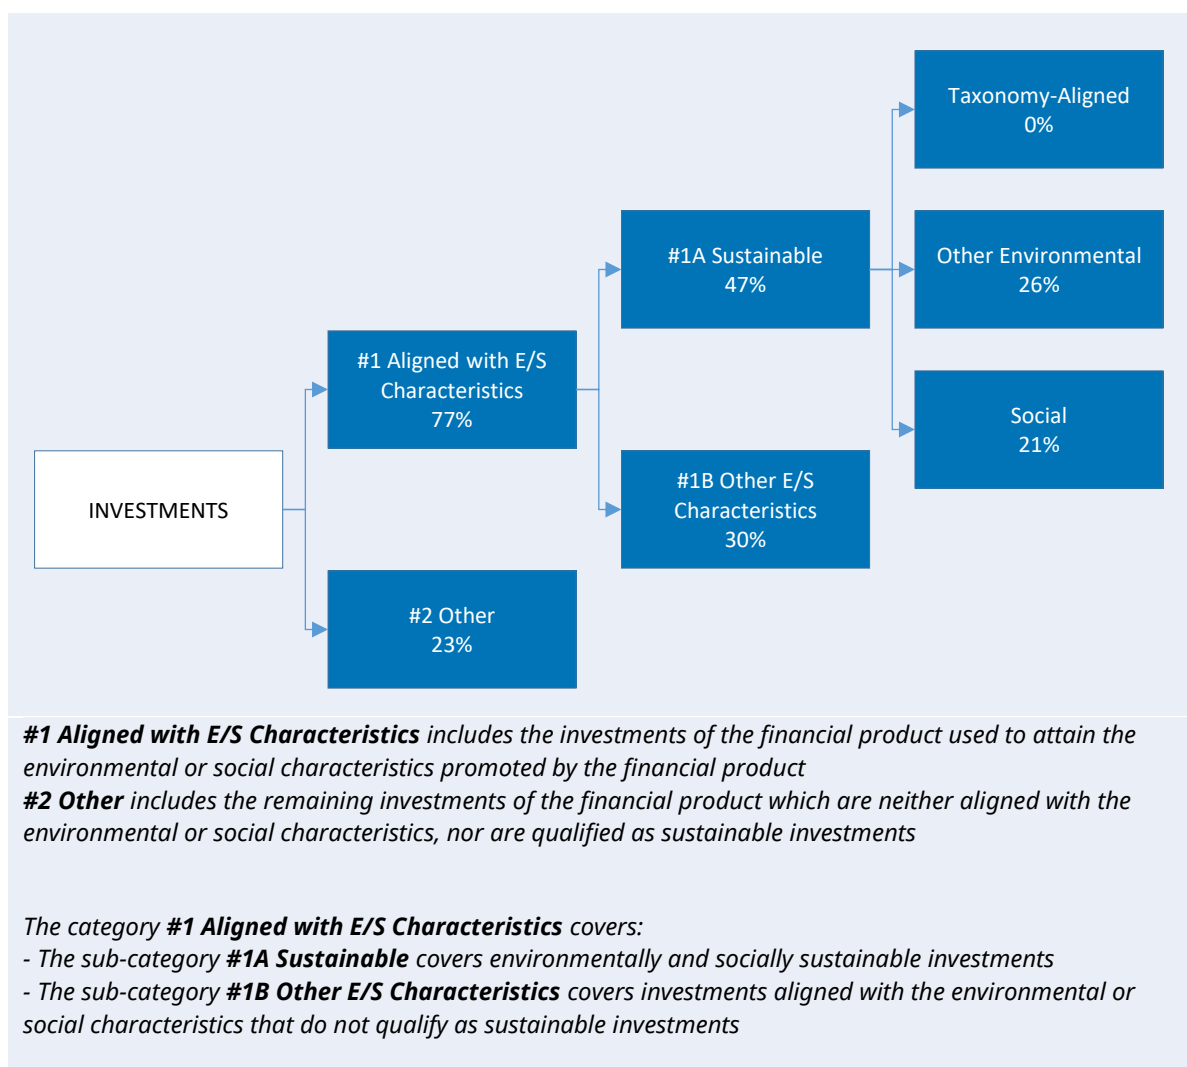 Taxonomy-Aligned
0%
#1A Sustainable
47%
Other Environmental
26%
#1 Aligned with E/S
Characteristics
77%
Social
21%
INVESTMENTS
#1B Other E/S
Characteristics
30%
#2 Other
23%
#1 Aligned with E/S Characteristics includes the investments of the financial product used to attain the
environmental or social characteristics promoted by the financial product
#2 Other includes the remaining investments of the financial product which are neither aligned with the
environmental or social characteristics, nor are qualified as sustainable investments
The category #1 Aligned with E/S Characteristics covers:
- The sub-category #1A Sustainable covers environmentally and socially sustainable investments
- The sub-category #1B Other E/S Characteristics covers investments aligned with the environmental or
social characteristics that do not qualify as sustainable investments